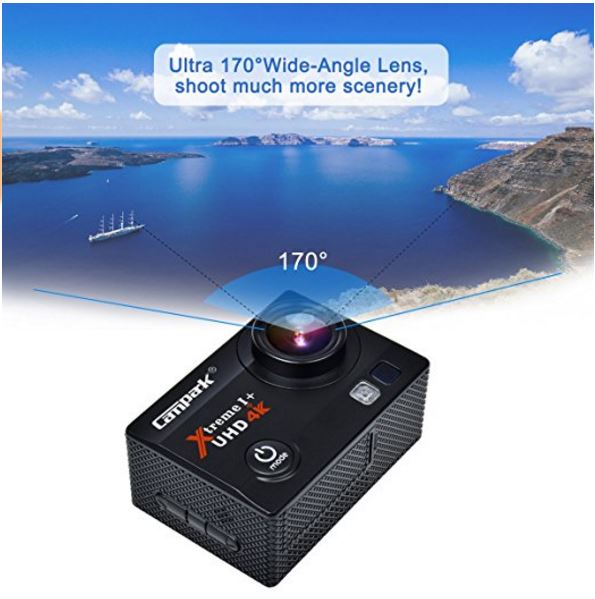 Ultra 170°Wide-Angle Lens,
shoot much more scenery!
170°
Campark®
Xtreme I+
UHD 4K
mode